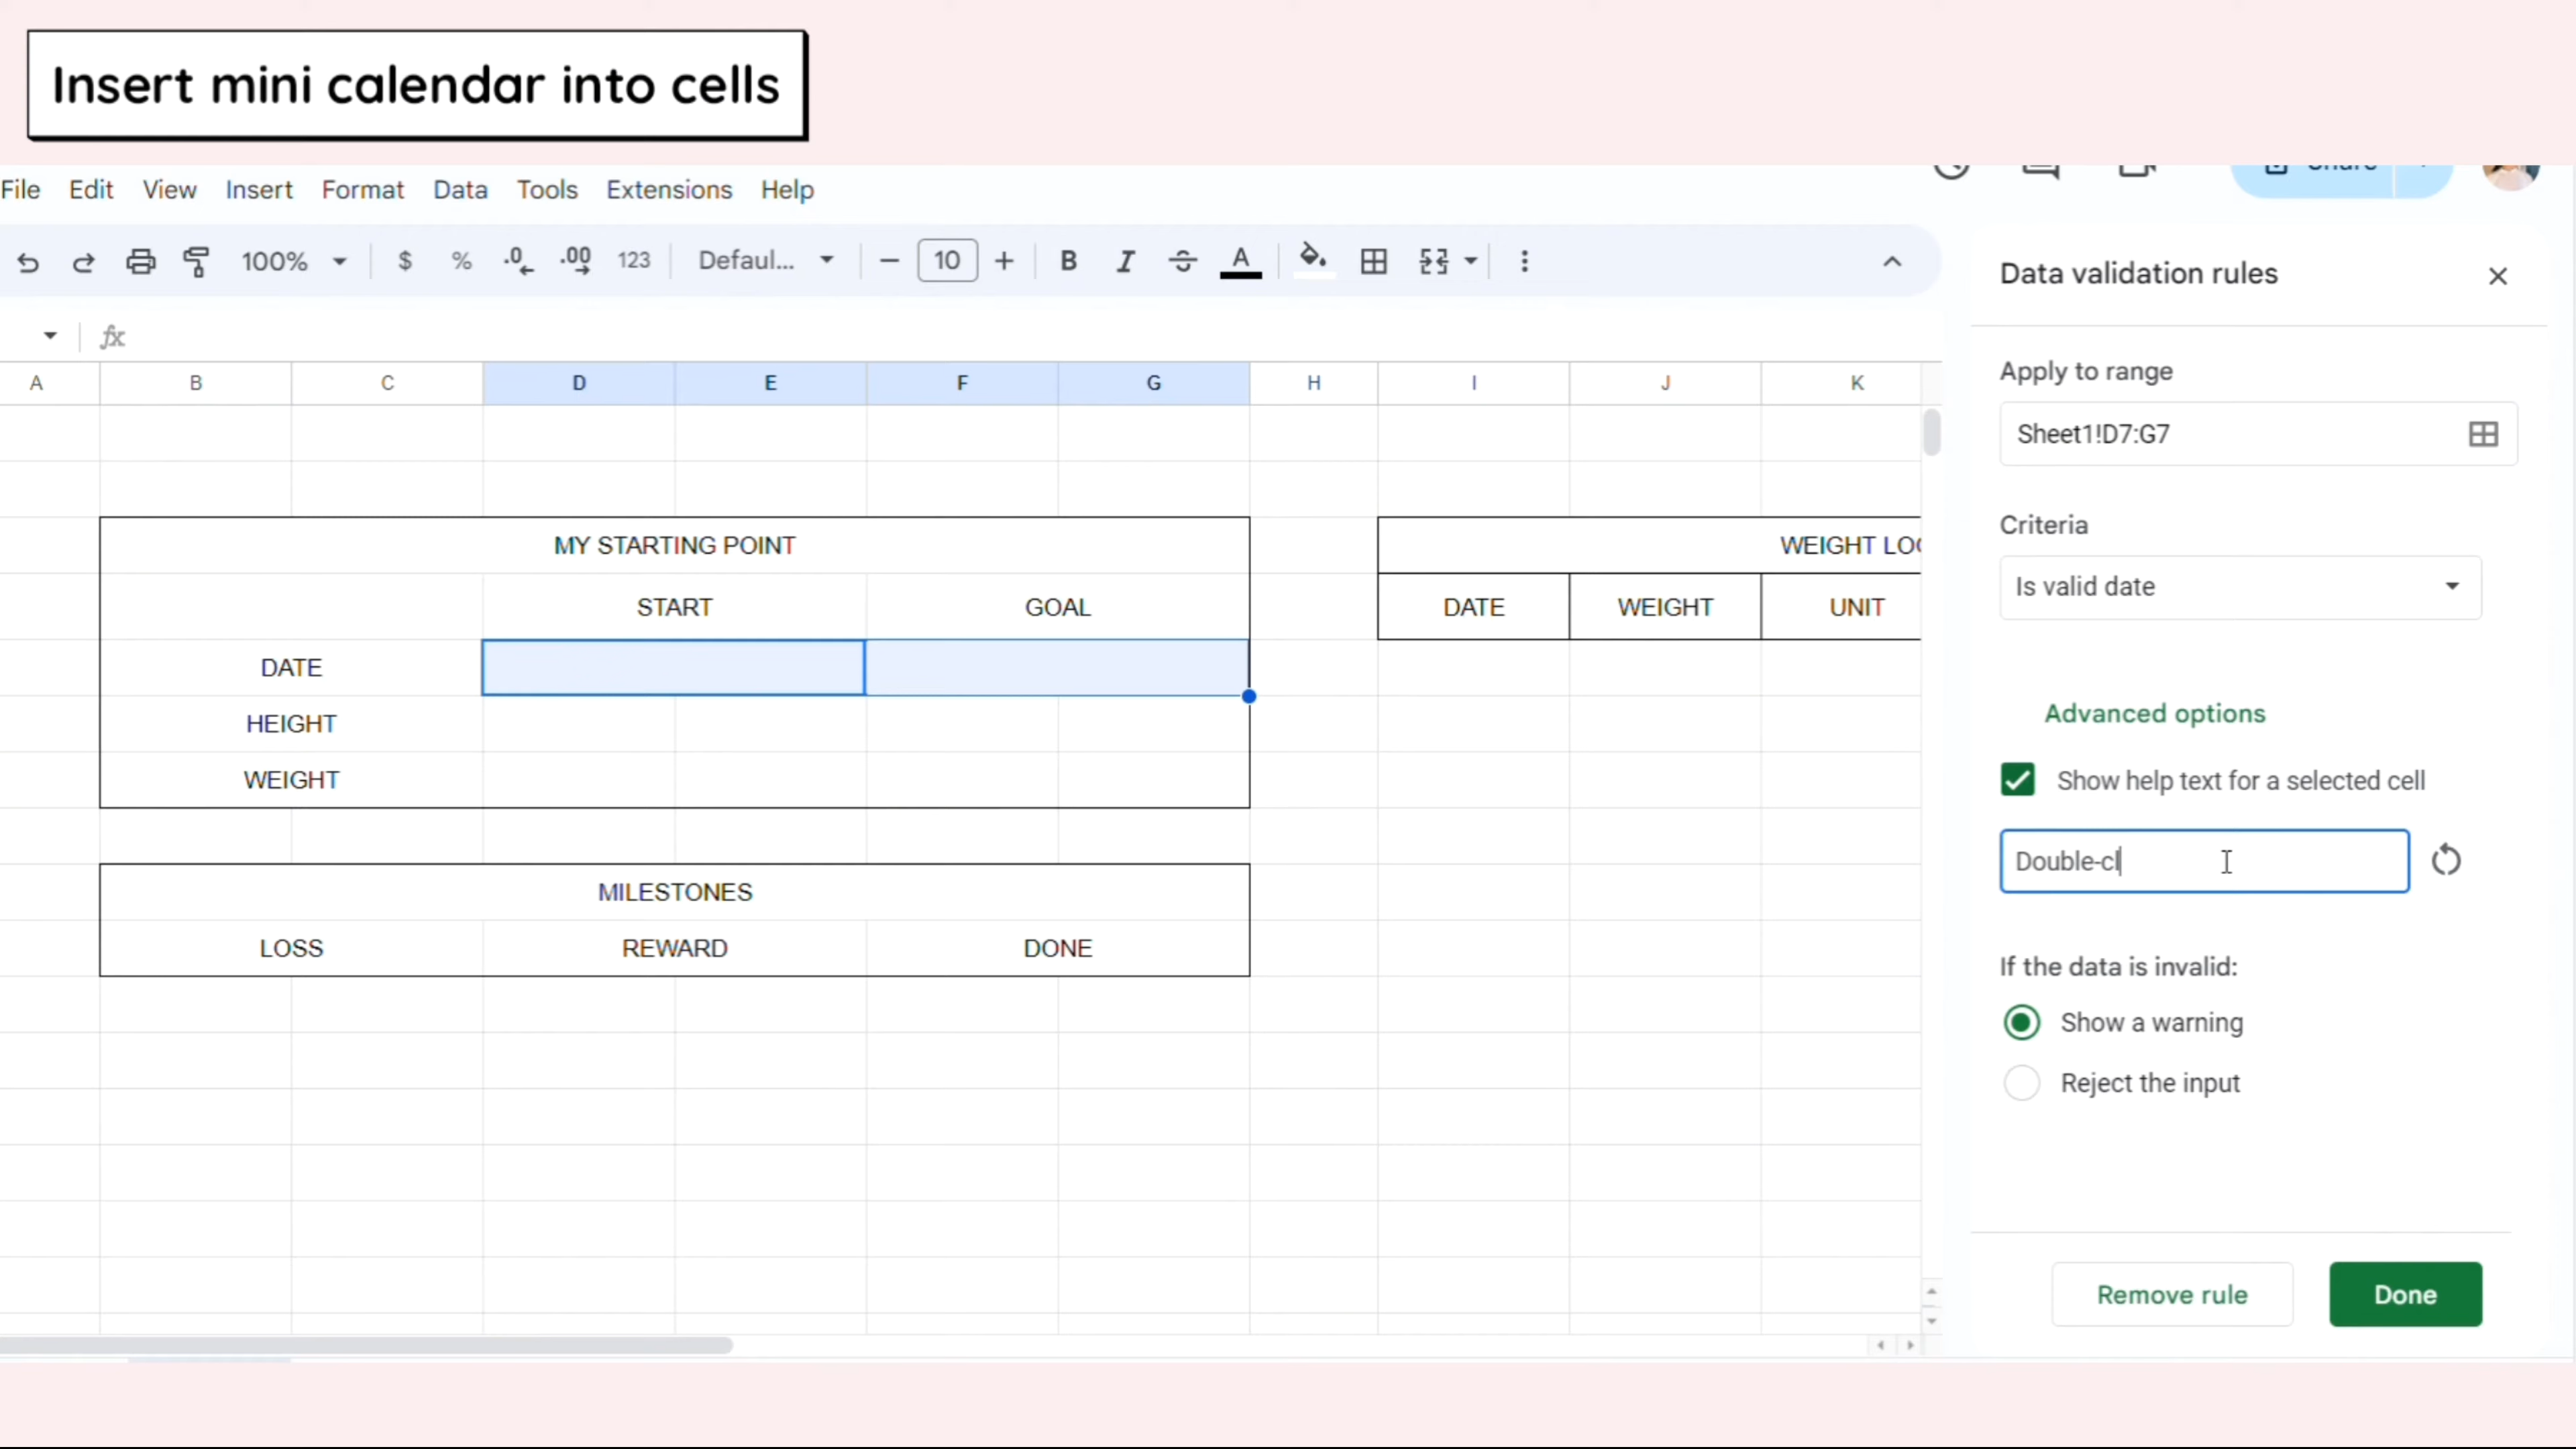 Insert mini calendar into cells
File Edit View Insert Format Data Tools Extensions Help
100% $ % .0 .00 123 Defaul... 10 B I S A
fx
A B C D E F G H I J K
MY STARTING POINT
START GOAL
DATE
HEIGHT
WEIGHT
MILESTONES
LOSS REWARD DONE
WEIGHT LO
DATE WEIGHT UNIT
Data validation rules
Apply to range
Sheet1!D7:G7
Criteria
Is valid date
Advanced options
Show help text for a selected cell
Double-cl
If the data is invalid:
Show a warning
Reject the input
Remove rule Done